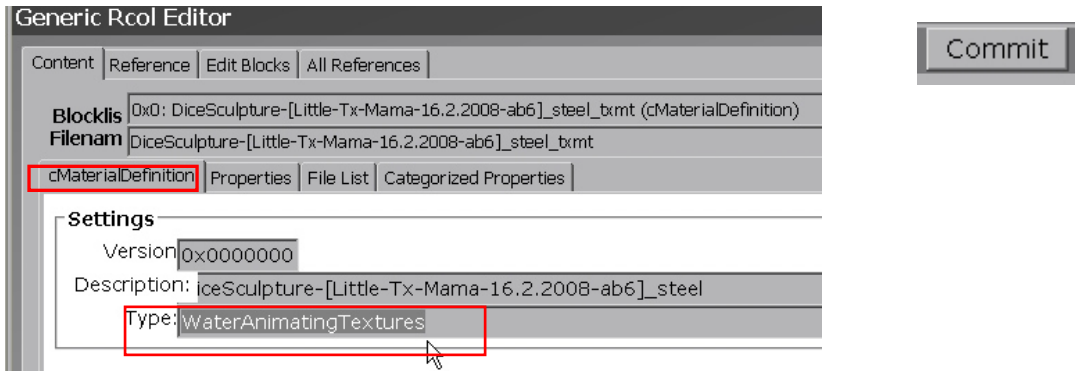 Generic Rcol Editor
Commit
Content Reference Edit Blocks All References
Blocklis 0x0: DiceSculpture-[Little-Tx-Mama-16.2.2008-ab6]_steel_txmt (cMaterialDefinition)
Filenam DiceSculpture-[Little-Tx-Mama-16.2.2008-ab6]_steel_txmt
cMaterialDefinition Properties File List Categorized Properties
Settings
Version 0x0000000
Description: iceSculpture-[Little-Tx-Mama-16.2.2008-ab6]_steel
Type: WaterAnimatingTextures